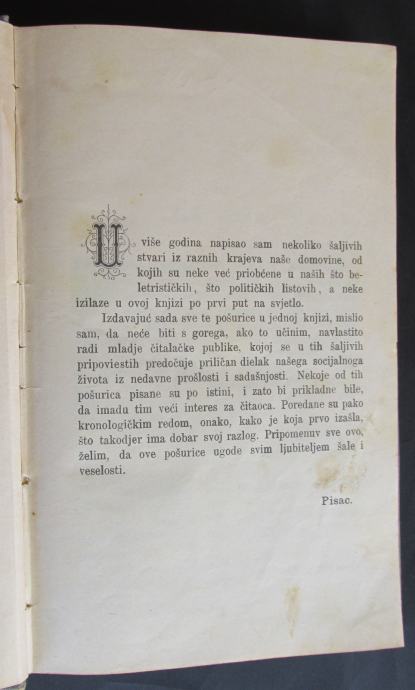 U više godina napisao sam nekoliko šaljivih
stvari iz raznih krajeva naše domovine, od
kojih su neke već priobćene u naših što be-
letrističkih, što političkih listovih, a neke
izilaze u ovoj knjizi po prvi put na svjetlo.
Izdavajuć sada sve te pošurice u jednoj knjizi, mislio
sam, da neće biti s gorega, ako to učinim, navlastito
radi mladje čitalačke publike, kojoj se u tih šaljivih
pripoviestih predočuje priličan dielak našega socijalnoga
života iz nedavne prošlosti i sadašnjosti. Nekoje od tih
pošurica pisane su po istini, i zato bi prikladne bile,
da imadu tim veći interes za čitaoca. Poredane su pako
kronologičkim redom, onako, kako je koja prvo izašla,
što takodjer ima dobar svoj razlog. Pripomenuv sve ovo,
želim, da ove pošurice ugode svim ljubiteljem šale i
veselosti.
Pisac.